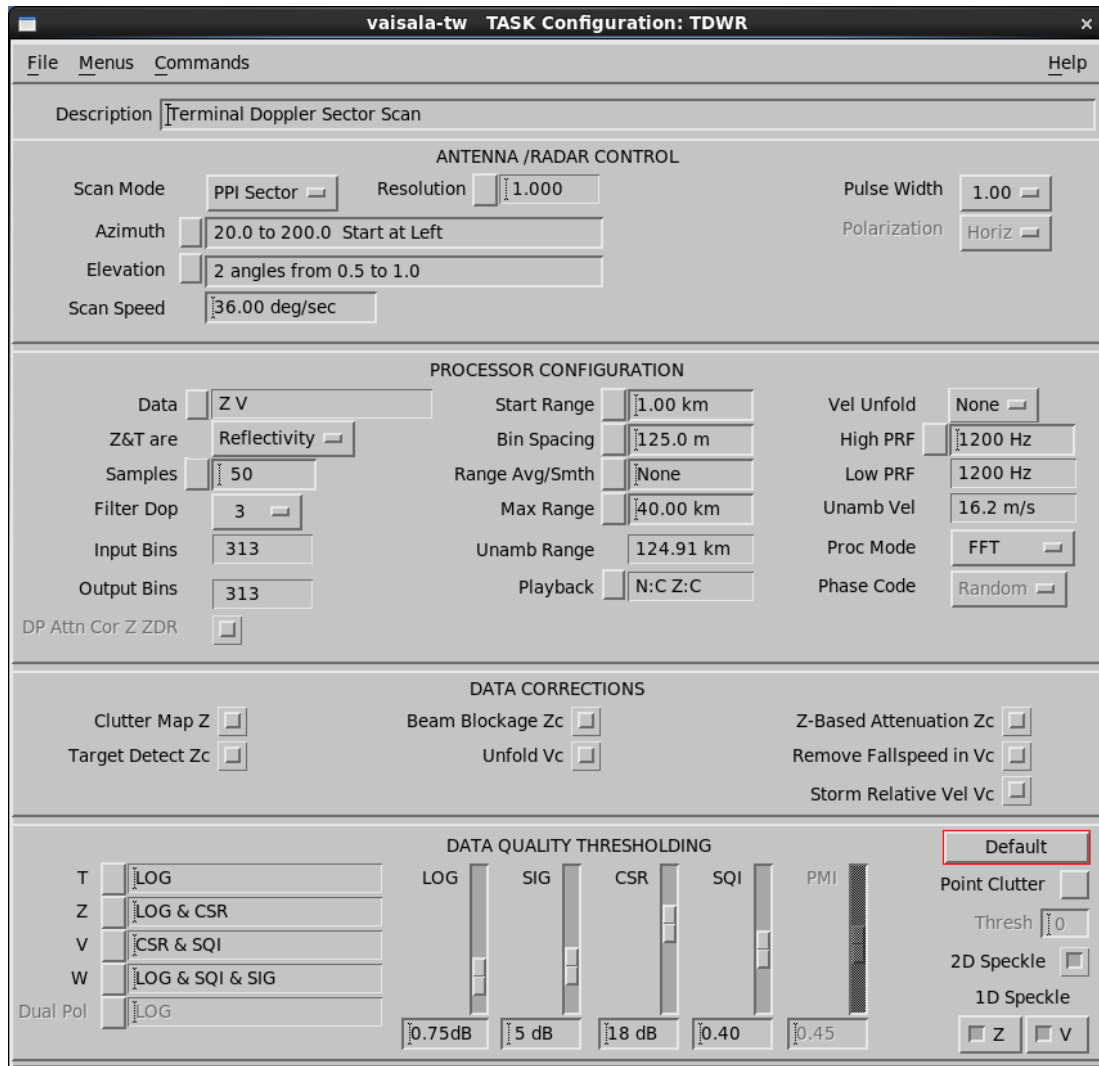 vaisala-tw TASK Configuration: TDWR ×
File Menus Commands Help
Description Terminal Doppler Sector Scan
ANTENNA /RADAR CONTROL
Scan Mode PPI Sector Resolution 1.000 Pulse Width 1.00
Azimuth 20.0 to 200.0 Start at Left Polarization Horiz
Elevation 2 angles from 0.5 to 1.0
Scan Speed 36.00 deg/sec
PROCESSOR CONFIGURATION
Data Z V Start Range 1.00 km Vel Unfold None
Z&T are Reflectivity Bin Spacing 125.0 m High PRF 1200 Hz
Samples 50 Range Avg/Smth None Low PRF 1200 Hz
Filter Dop 3 Max Range 40.00 km Unamb Vel 16.2 m/s
Input Bins 313 Unamb Range 124.91 km Proc Mode FFT
Output Bins 313 Playback N:C Z:C Phase Code Random
DP Attn Cor Z ZDR
DATA CORRECTIONS
Clutter Map Z Beam Blockage Zc Z-Based Attenuation Zc
Target Detect Zc Unfold Vc Remove Fallspeed in Vc
Storm Relative Vel Vc
DATA QUALITY THRESHOLDING Default
T LOG LOG SIG CSR SQI PMI Point Clutter
Z LOG & CSR Thresh 0
V CSR & SQI
W LOG & SQI & SIG 2D Speckle
Dual Pol LOG 1D Speckle
0.75dB 5 dB 18 dB 0.40 0.45 Z V